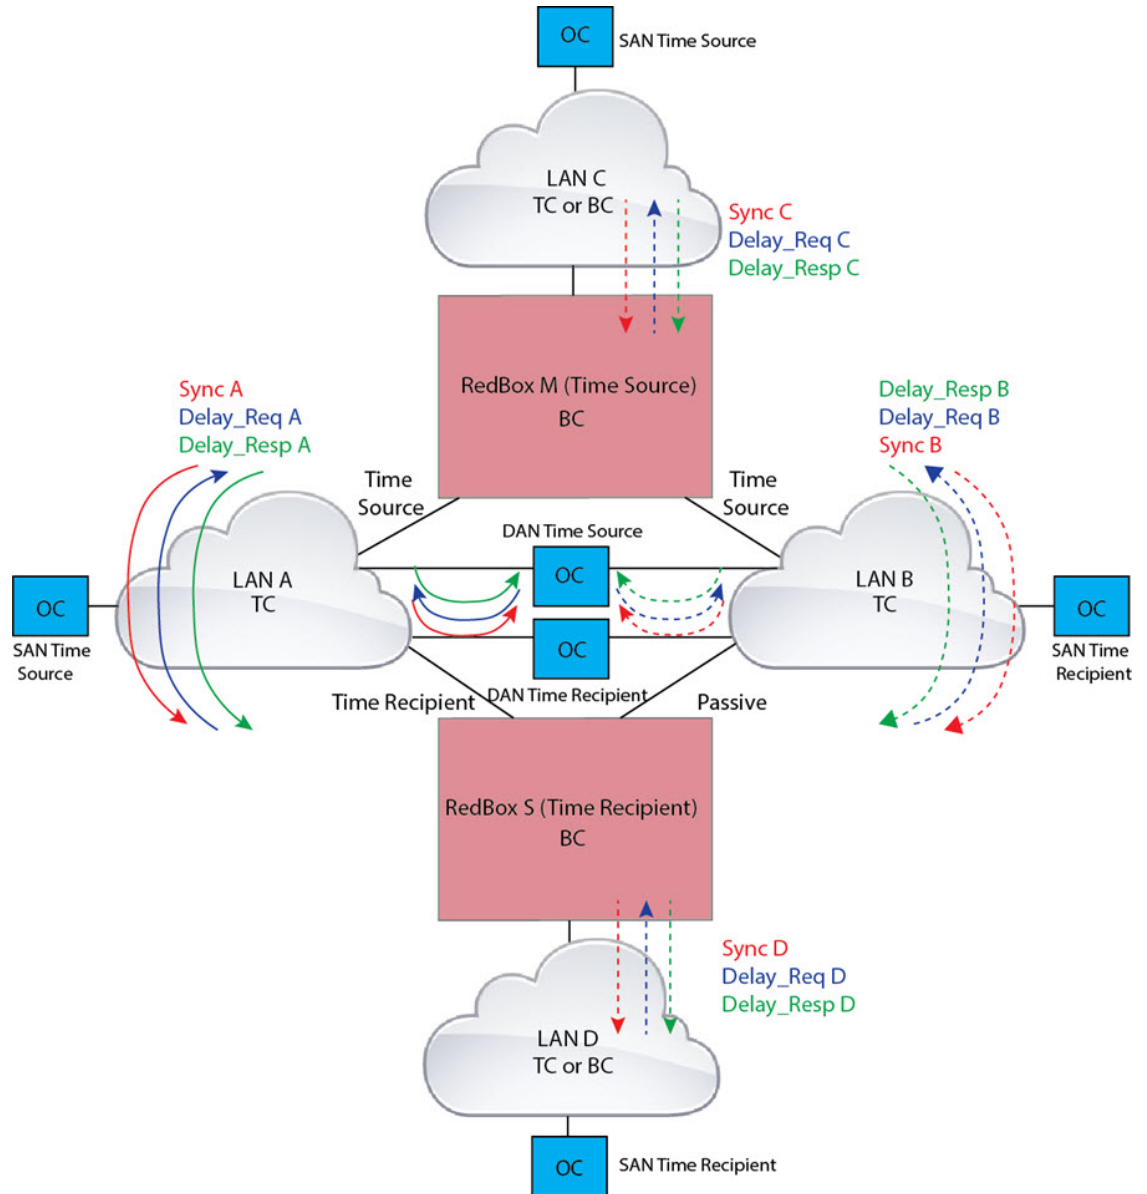 OC
SAN Time Source
LAN C
TC or BC
Sync C
Delay_Req C
Delay_Resp C
RedBox M (Time Source)
BC
Sync A
Delay_Req A
Delay_Resp A
Delay_Resp B
Delay_Req B
Sync B
Time
Source
Time
Source
DAN Time Source
OC
LAN A
TC
LAN B
TC
OC
SAN Time
Source
OC
SAN Time
Recipient
OC
DAN Time Recipient
Time Recipient
Passive
RedBox S (Time Recipient)
BC
Sync D
Delay_Req D
Delay_Resp D
LAN D
TC or BC
OC
SAN Time Recipient